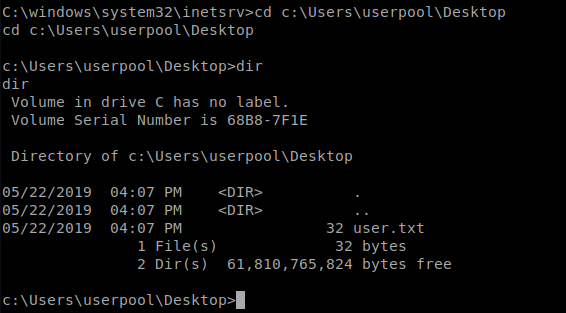 C:\windows\system32\inetsrv>cd c:\Users\userpool\Desktop
cd c:\Users\userpool\Desktop
c:\Users\userpool\Desktop>dir
dir
 Volume in drive C has no label.
 Volume Serial Number is 68B8-7F1E
 Directory of c:\Users\userpool\Desktop
05/22/2019  04:07 PM    <DIR>          .
05/22/2019  04:07 PM    <DIR>          ..
05/22/2019  04:07 PM                32 user.txt
               1 File(s)             32 bytes
               2 Dir(s)  61,810,765,824 bytes free
c:\Users\userpool\Desktop>